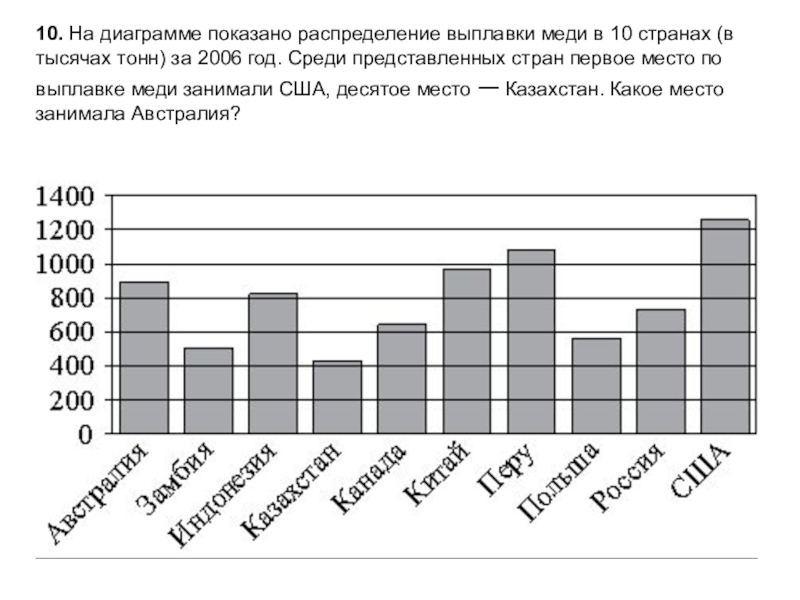 10. На диаграмме показано распределение выплавки меди в 10 странах (в
тысячах тонн) за 2006 год. Среди представленных стран первое место по
выплавке меди занимали США, десятое место — Казахстан. Какое место
занимала Австралия?
1400
1200
1000
800
600
400
200
0
Австралия
Замбия
Индонезия
Казахстан
Канада
Китай
Перу
Польша
Россия
США